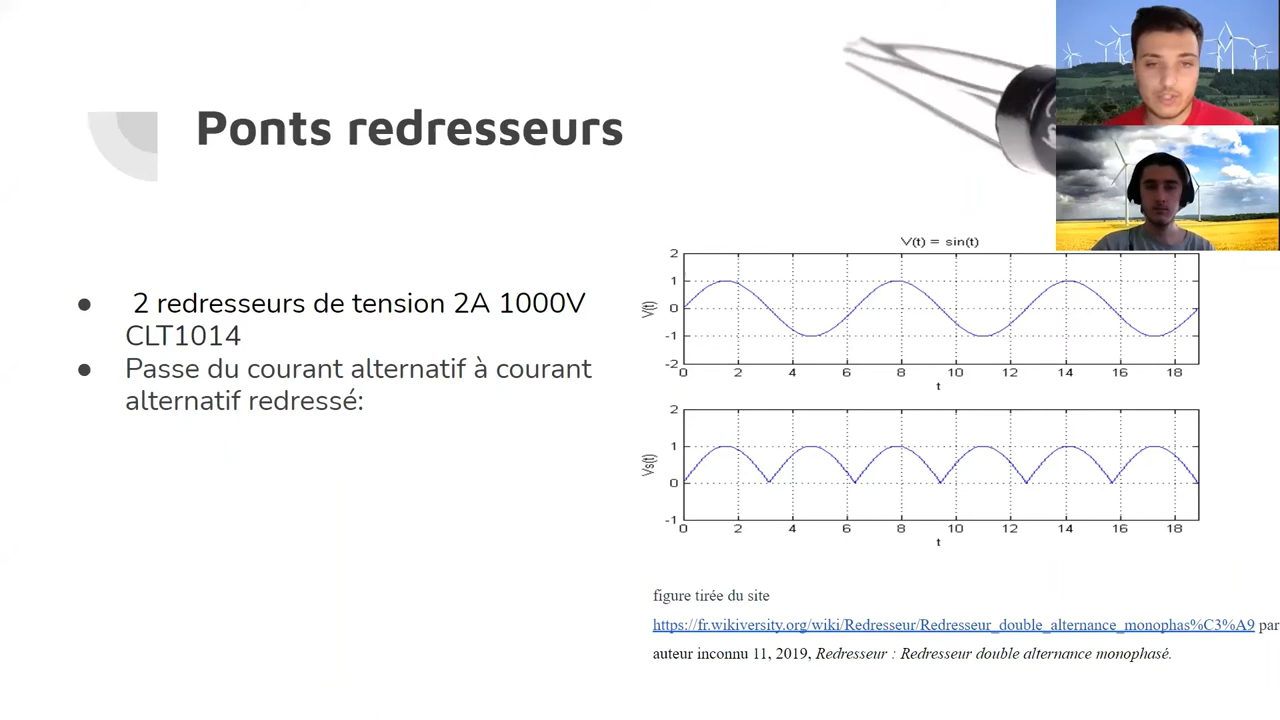 Ponts redresseurs
2 redresseurs de tension 2A 1000V
CLT1014
Passe du courant alternatif à courant
alternatif redressé:
V(t) = sin(t)
2
1
0
-1
-2
V(t)
0 2 4 6 8 10 12 14 16 18
t
2
1
0
-1
Vs(t)
0 2 4 6 8 10 12 14 16 18
t
figure tirée du site
https://fr.wikiversity.org/wiki/Redresseur/Redresseur_double_alternance_monophas%C3%A9 par
auteur inconnu 11, 2019, Redresseur : Redresseur double alternance monophasé.